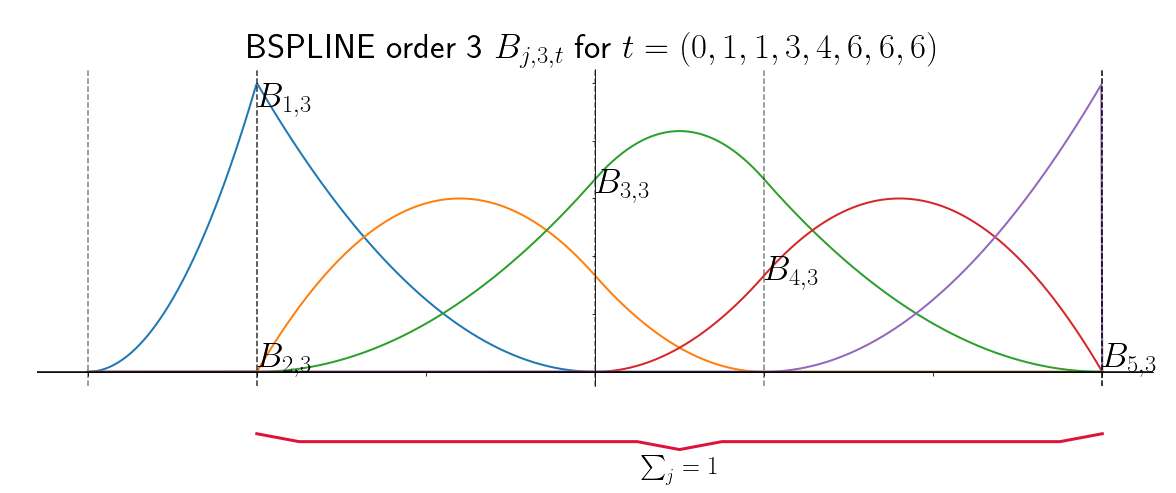 BSPLINE order 3 $B_{j,3,t}$ for $t = (0, 1, 1, 3, 4, 6, 6, 6)$
$B_{1,3}$
$B_{3,3}$
$B_{4,3}$
$B_{2,3}$
$B_{5,3}$
$\sum_j = 1$